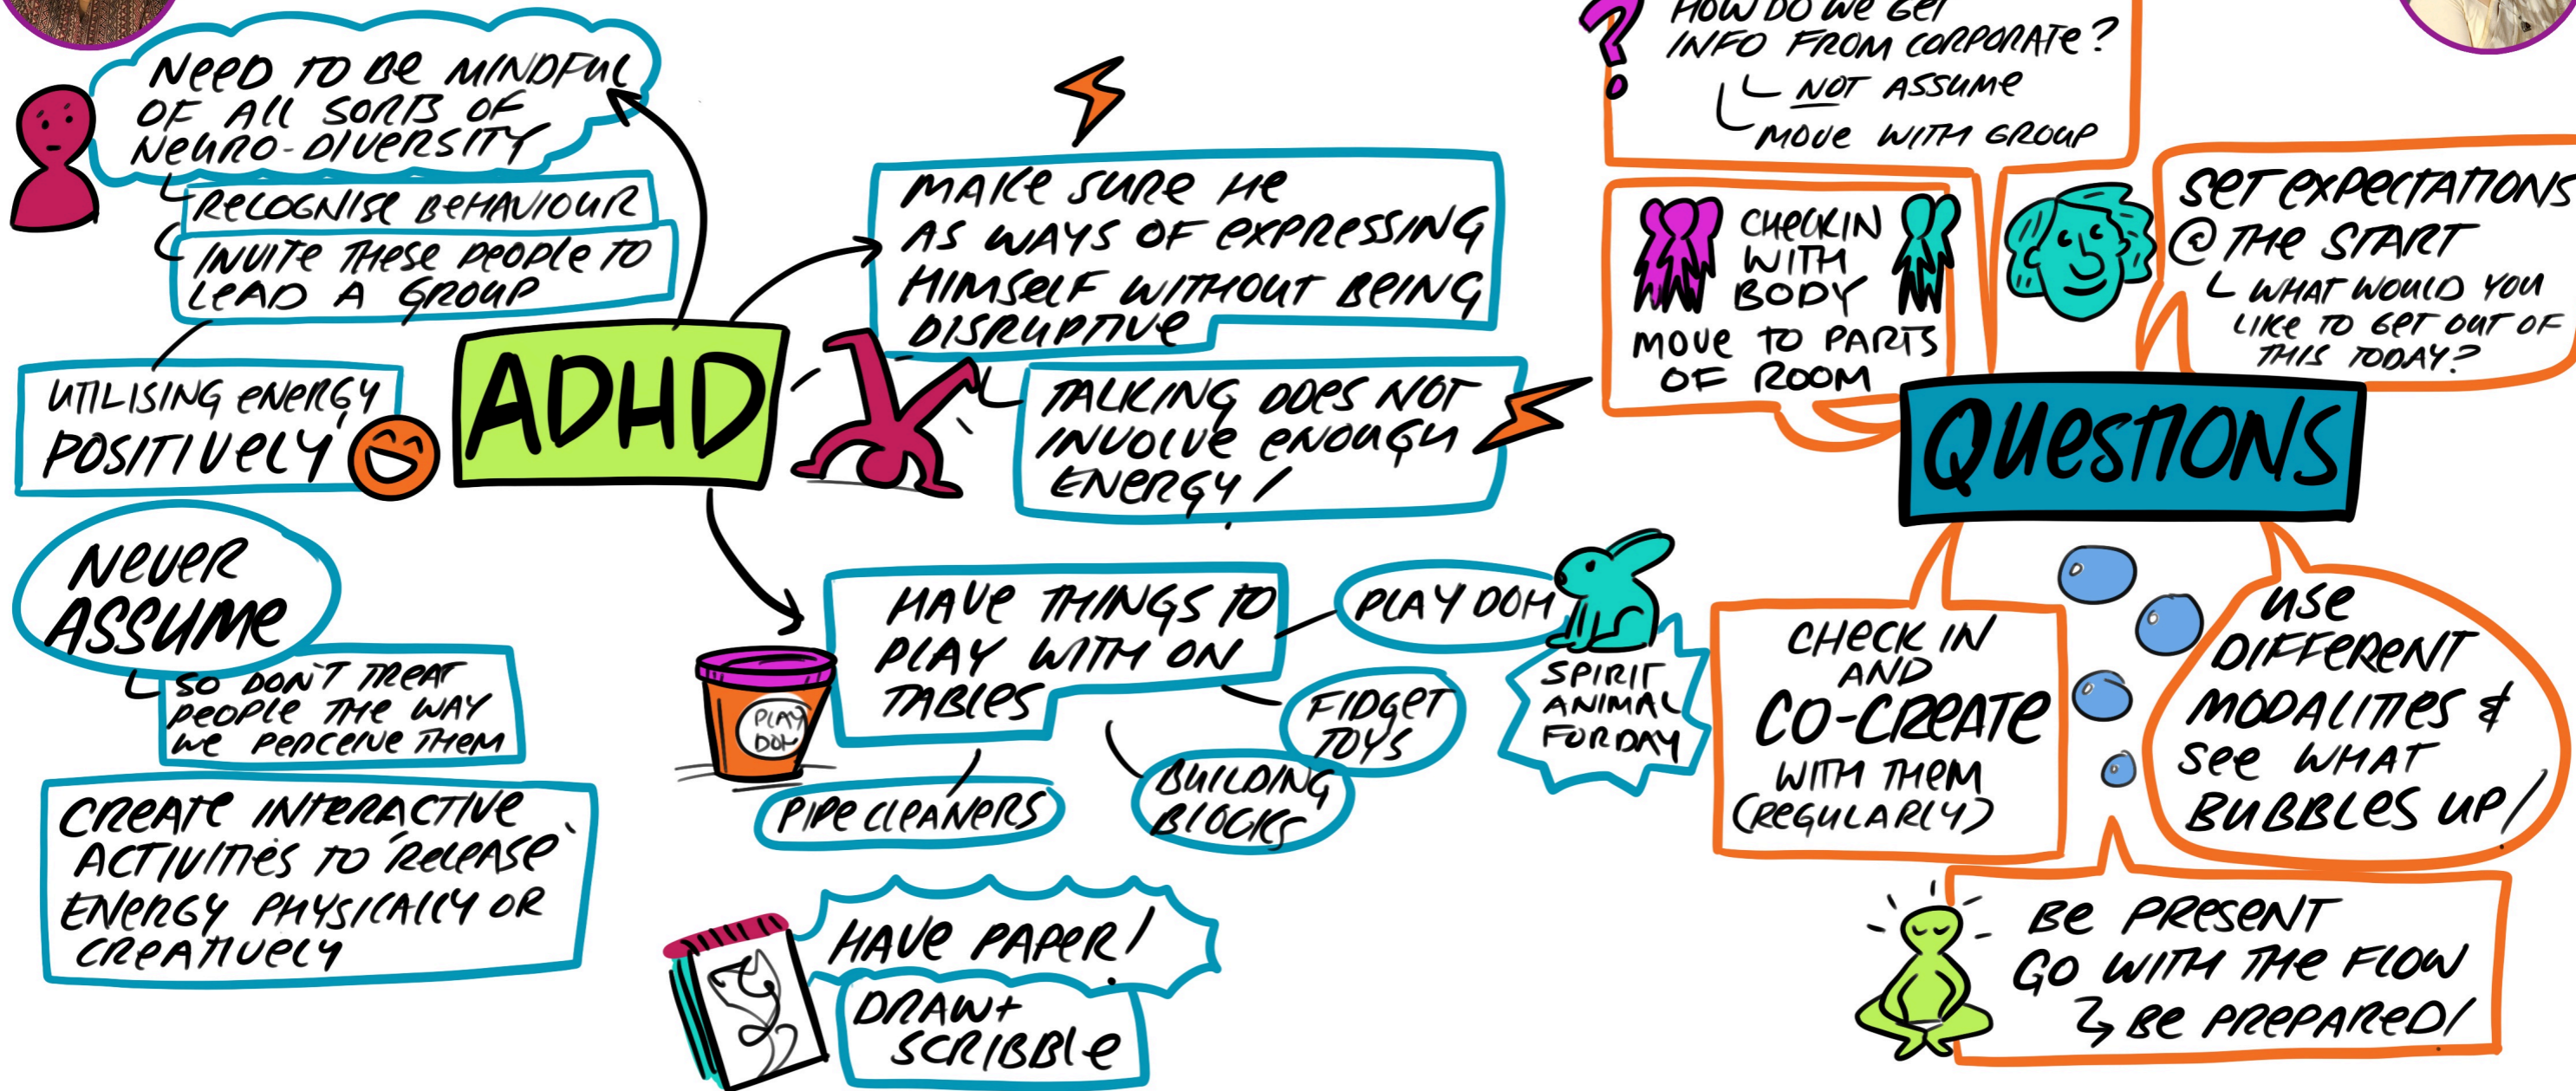 NEED TO BE MINDFUL
OF ALL SORTS OF
NEURO-DIVERSITY
RECOGNISE BEHAVIOUR
INVITE THESE PEOPLE TO
LEAD A GROUP
UTILISING ENERGY
POSITIVELY
ADHD
MAKE SURE HE
AS WAYS OF EXPRESSING
HIMSELF WITHOUT BEING
DISRUPTIVE
TALKING DOES NOT
INVOLVE ENOUGH
ENERGY!
NEVER
ASSUME
SO DON'T TREAT
PEOPLE THE WAY
WE PERCEIVE THEM
CREATE INTERACTIVE
ACTIVITIES TO 'RELEASE'
ENERGY PHYSICALLY OR
CREATIVELY
HAVE THINGS TO
PLAY WITH ON
TABLES
PLAY DOH
FIDGET
TOYS
BUILDING
BLOCKS
PIPE CLEANERS
PLAY
DOH
SPIRIT
ANIMAL
FOR DAY
HAVE PAPER!
DRAW+
SCRIBBLE
HOW DO WE GET
INFO FROM CORPORATE?
NOT ASSUME
MOVE WITH GROUP
CHECKIN
WITH
BODY
MOVE TO PARTS
OF ROOM
SET EXPECTATIONS
@ THE START
WHAT WOULD YOU
LIKE TO GET OUT OF
THIS TODAY?
QUESTIONS
CHECK IN
AND
CO-CREATE
WITH THEM
(REGULARLY)
USE
DIFFERENT
MODALITIES &
SEE WHAT
BUBBLES UP!
BE PRESENT
GO WITH THE FLOW
BE PREPARED!